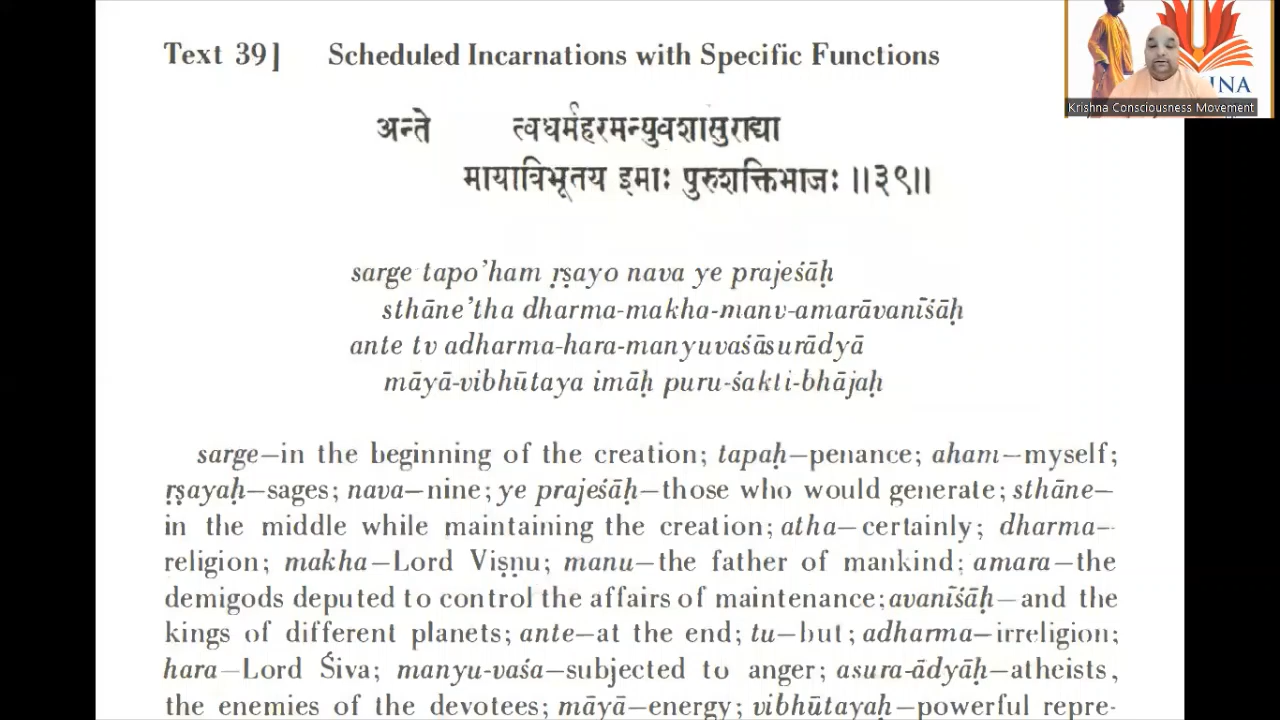 Text 39] Scheduled Incarnations with Specific Functions
NA
Krishna Consciousness Movement
अन्ते त्वधर्महरमन्युवशासुराद्या
मायाविभूतय इमाः पुरुशक्तिभाजः ॥३९॥
sarge tapo’ham ṛṣayo nava ye prajeśāḥ
sthāne’tha dharma-makha-manv-amarāvanīśāḥ
ante tv adharma-hara-manyuvaśāsurādyā
māyā-vibhūtaya imāḥ puru-śakti-bhājaḥ
sarge—in the beginning of the creation; tapaḥ—penance; aham—myself;
ṛṣayaḥ—sages; nava—nine; ye prajeśāḥ—those who would generate; sthāne—
in the middle while maintaining the creation; atha—certainly; dharma—
religion; makha—Lord Viṣṇu; manu—the father of mankind; amara—the
demigods deputed to control the affairs of maintenance; avanīśāḥ—and the
kings of different planets; ante—at the end; tu—but; adharma—irreligion;
hara—Lord Śiva; manyu-vaśa—subjected to anger; asura-ādyāḥ—atheists,
the enemies of the devotees; māyā—energy; vibhūtayaḥ—powerful repre-